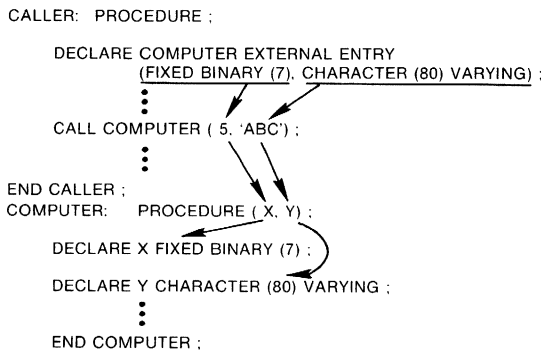 CALLER: PROCEDURE ;
DECLARE COMPUTER EXTERNAL ENTRY
(FIXED BINARY (7), CHARACTER (80) VARYING) ;
CALL COMPUTER ( 5, 'ABC') ;
END CALLER ;
COMPUTER: PROCEDURE ( X, Y) ;
DECLARE X FIXED BINARY (7) ;
DECLARE Y CHARACTER (80) VARYING ;
END COMPUTER ;